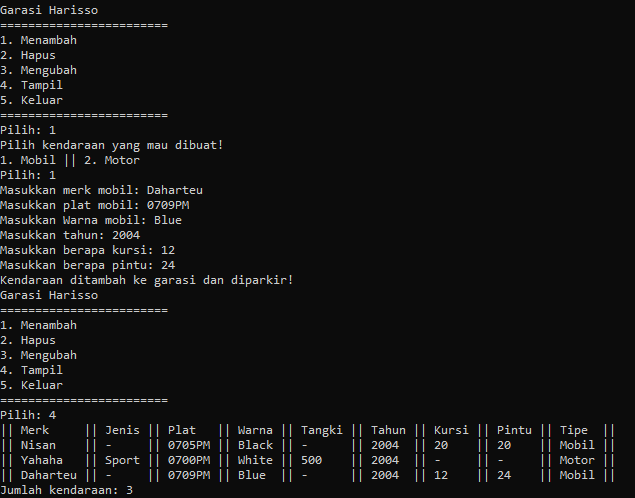 Garasi Harisso
========================
1. Menambah
2. Hapus
3. Mengubah
4. Tampil
5. Keluar
========================
Pilih: 1
Pilih kendaraan yang mau dibuat!
1. Mobil || 2. Motor
Pilih: 1
Masukkan merk mobil: Daharteu
Masukkan plat mobil: 0709PM
Masukkan Warna mobil: Blue
Masukkan tahun: 2004
Masukkan berapa kursi: 12
Masukkan berapa pintu: 24
Kendaraan ditambah ke garasi dan diparkir!
Garasi Harisso
========================
1. Menambah
2. Hapus
3. Mengubah
4. Tampil
5. Keluar
========================
Pilih: 4
|| Merk     || Jenis || Plat   || Warna || Tangki || Tahun || Kursi || Pintu || Tipe  ||
|| Nisan    || -     || 0705PM || Black || -      || 2004  || 20    || 20    || Mobil ||
|| Yahaha   || Sport || 0700PM || White || 500    || 2004  || -     || -     || Motor ||
|| Daharteu || -     || 0709PM || Blue  || -      || 2004  || 12    || 24    || Mobil ||
Jumlah kendaraan: 3